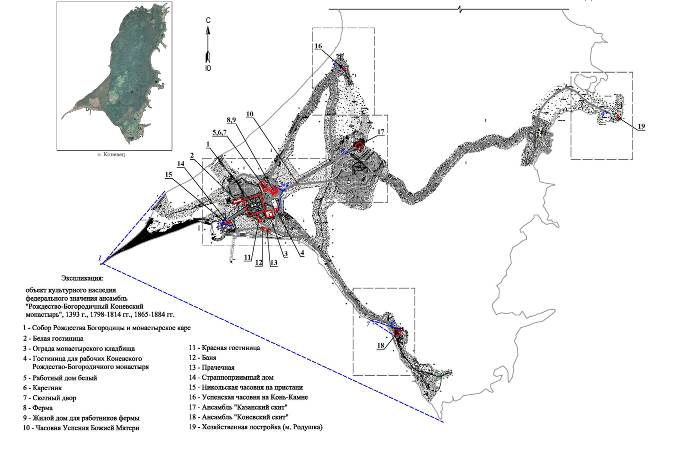 о. Коневец
С
Ю
16
10
8,9
5,6,7
1
2
14
15
17
19
11
12
13
3
4
18
Экспликация:
объект культурного наследия
федерального значения ансамбль
"Рождество-Богородичный Коневский
монастырь", 1393 г., 1798-1814 гг., 1865-1884 гг.
1 - Собор Рождества Богородицы и монастырское каре
2 - Белая гостиница
3 - Ограда монастырского кладбища
4 - Гостиница для рабочих Коневского
Рождество-Богородичного монастыря
5 - Работный дом белый
6 - Каретник
7 - Скотный двор
8 - Ферма
9 - Жилой дом для работников фермы
10 - Часовня Успения Божией Матери
11 - Красная гостиница
12 - Баня
13 - Прачечная
14 - Странноприимный дом
15 - Никольская часовня на пристани
16 - Успенская часовня на Конь-Камне
17 - Ансамбль "Казанский скит"
18 - Ансамбль "Коневский скит"
19 - Хозяйственная постройка (м. Родушка)